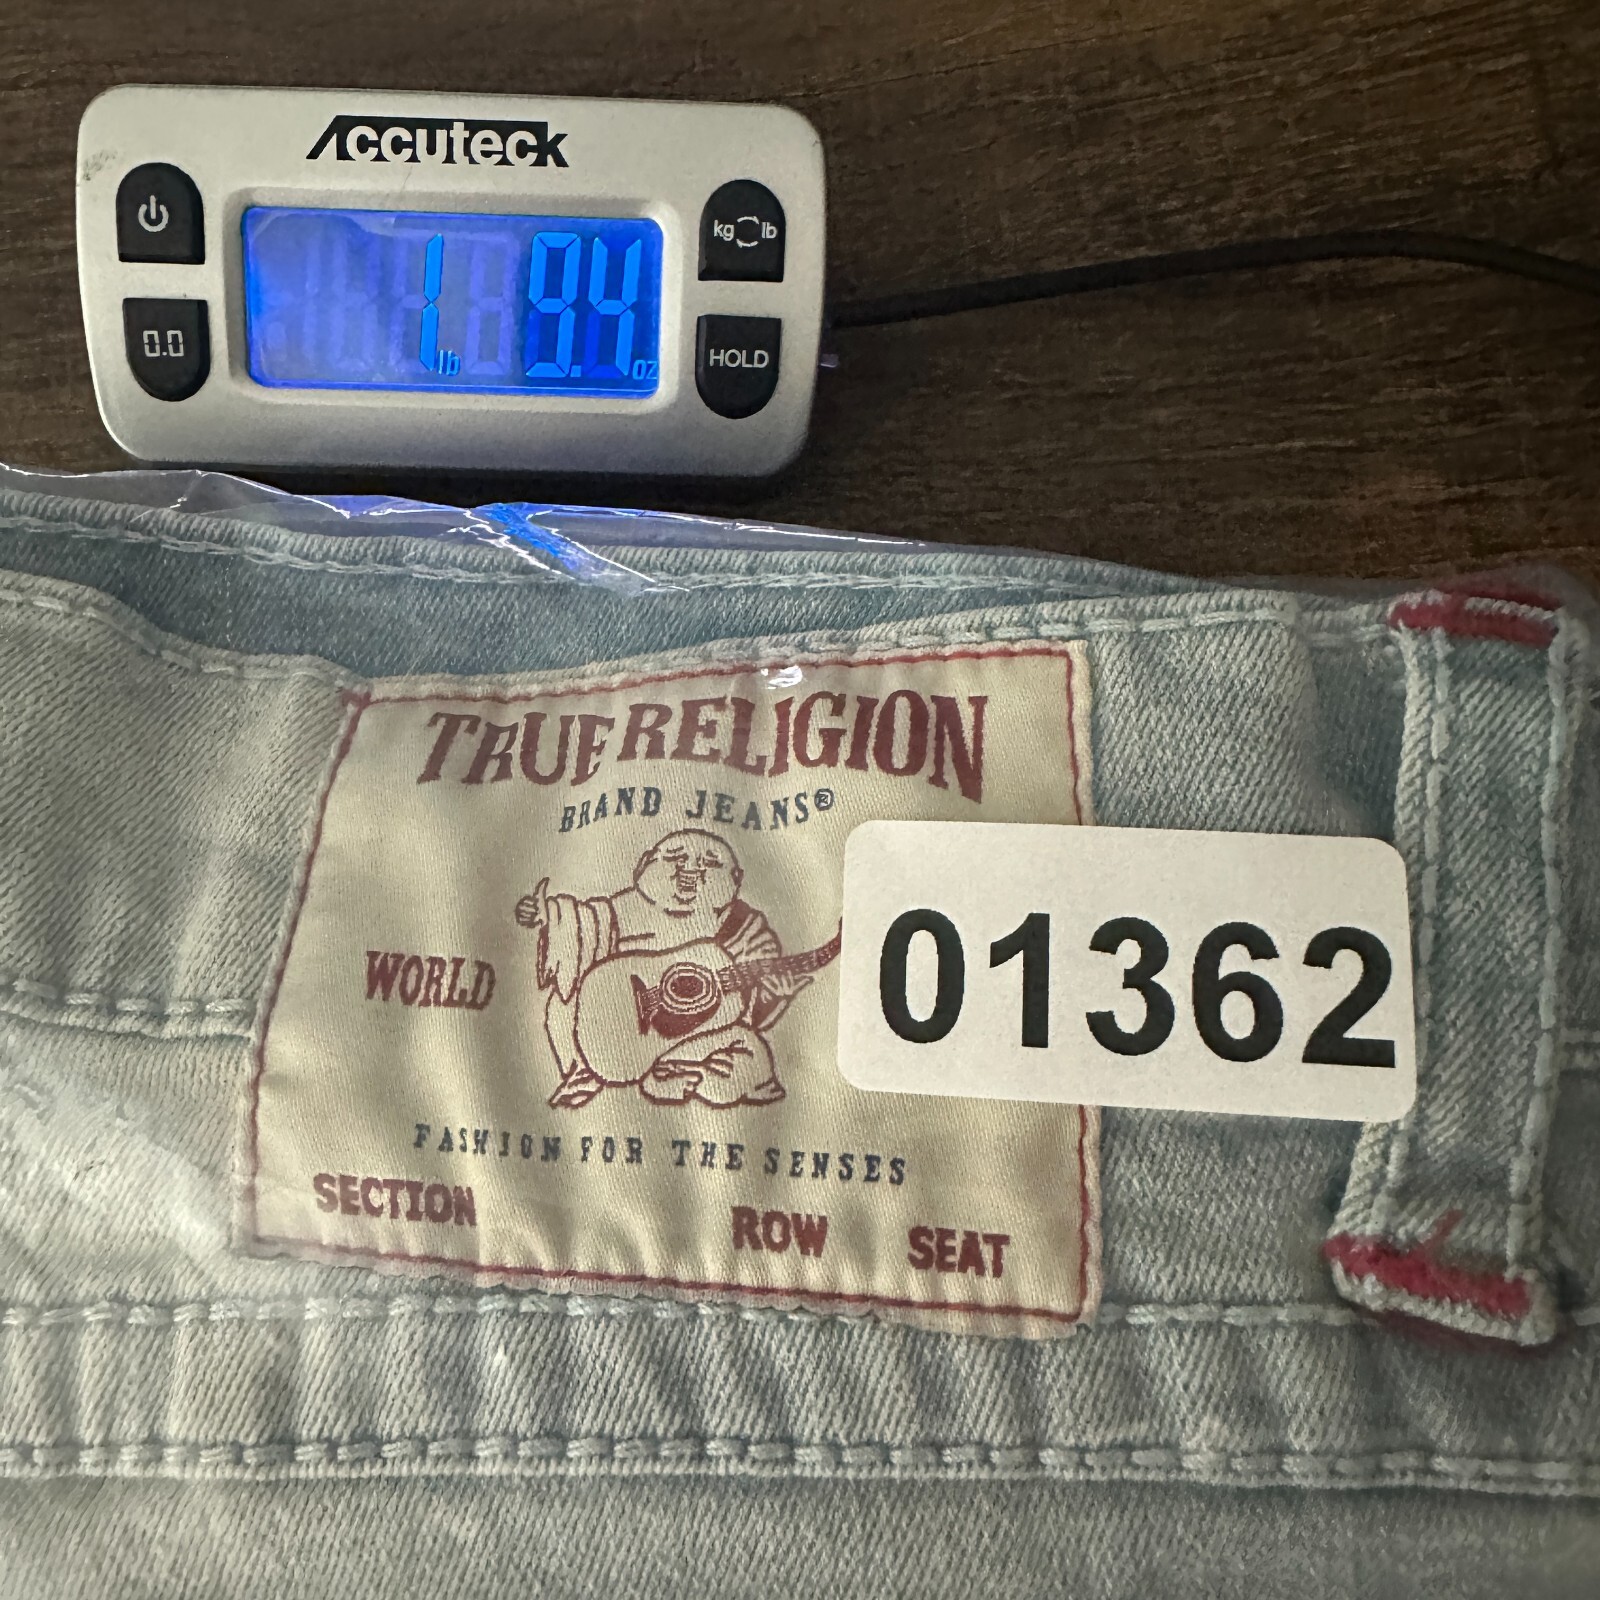 Accuteck
kg lb
1 lb 9.4 oz
0.0
HOLD
TRUE RELIGION
BRAND JEANS®
WORLD
01362
FASHION FOR THE SENSES
SECTION ROW SEAT